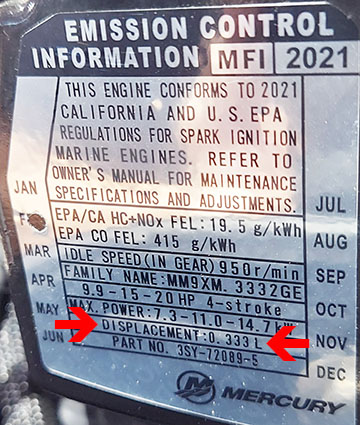 EMISSION CONTROL
INFORMATION MFI 2021
THIS ENGINE CONFORMS TO 2021
CALIFORNIA AND U.S. EPA
REGULATIONS FOR SPARK IGNITION
MARINE ENGINES. REFER TO
OWNER'S MANUAL FOR MAINTENANCE
SPECIFICATIONS AND ADJUSTMENTS.
EPA/CA HC+NOx FEL: 19.5 g/kWh
EPA CO FEL: 415 g/kWh
IDLE SPEED(IN GEAR) 950r/min
FAMILY NAME:MM9XM.3332GE
9.9-15-20HP 4-stroke
MAX. POWER:7.3-11.0-14.7kW
DISPLACEMENT:0.333L
PART NO. 3SY-72089-5
JAN
MAR
APR
MAY
JUN
JUL
AUG
SEP
OCT
NOV
DEC
MERCURY